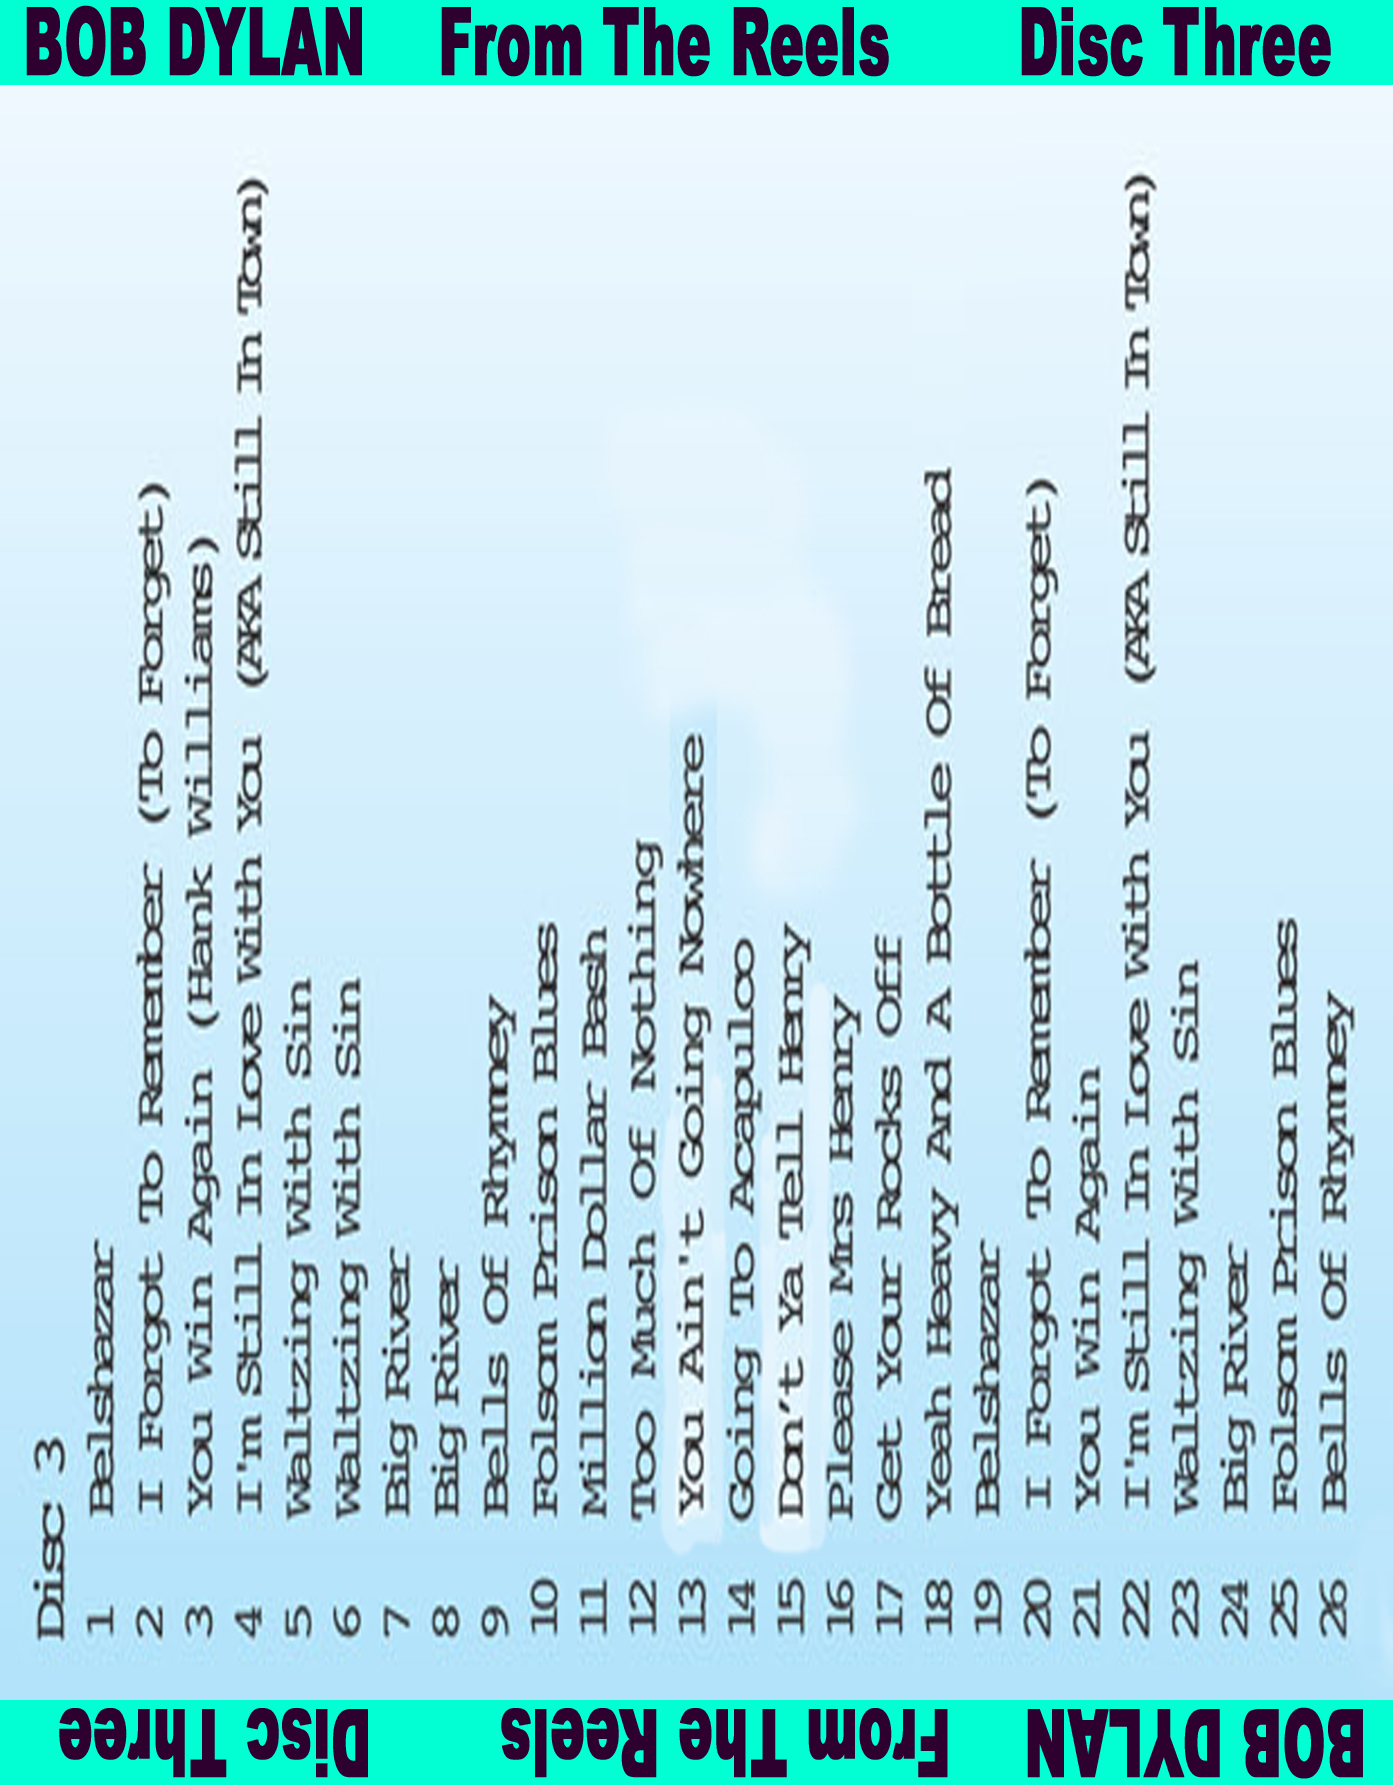 BOB DYLAN From The Reels Disc Three
Disc 3
1 Belshazar
2 I Forgot To Remember (To Forget)
3 You Win Again (Hank Williams)
4 I'm Still In Love With You (AKA Still In Town)
5 Waltzing With Sin
6 Waltzing With Sin
7 Big River
8 Big River
9 Bells Of Rhymney
10 Folsom Prison Blues
11 Million Dollar Bash
12 Too Much Of Nothing
13 You Ain't Going Nowhere
14 Going To Acapulco
15 Don't Ya Tell Henry
16 Please Mrs Henry
17 Get Your Rocks Off
18 Yeah Heavy And A Bottle Of Bread
19 Belshazar
20 I Forgot To Remember (To Forget)
21 You Win Again
22 I'm Still In Love With You (AKA Still In Town)
23 Waltzing With Sin
24 Big River
25 Folsom Prison Blues
26 Bells Of Rhymney
BOB DYLAN From The Reels Disc Three